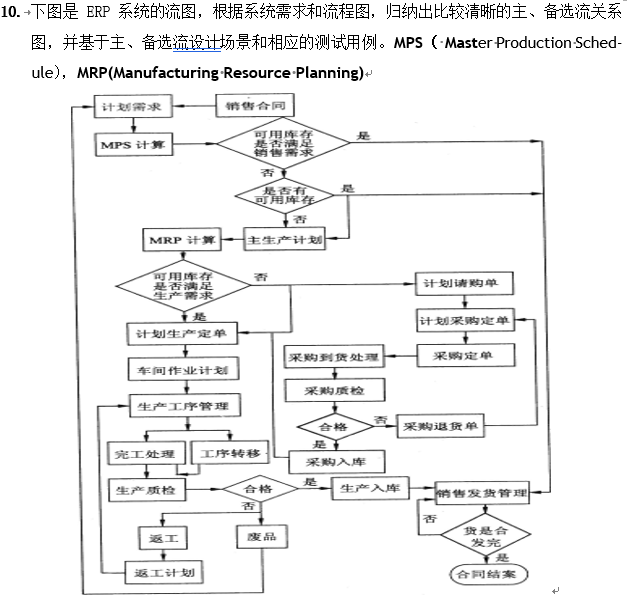 10. 下图是 ERP 系统的流图，根据系统需求和流程图，归纳出比较清晰的主、备选流关系
图，并基于主、备选流设计场景和相应的测试用例。MPS（ Master Production Sched-
ule），MRP(Manufacturing Resource Planning)
计划需求
销售合同
MPS 计算
可用库存
是否满足
销售需求
是
否
是否有
可用库存
是
否
MRP 计算
主生产计划
可用库存
是否满足
生产需求
否
是
计划请购单
计划生产定单
计划采购定单
车间作业计划
采购到货处理
采购定单
采购质检
生产工序管理
合格
否
采购退货单
是
完工处理
工序转移
采购入库
生产质检
合格
是
生产入库
销售发货管理
否
否
返工
废品
货是合
发完
是
返工计划
合同结案